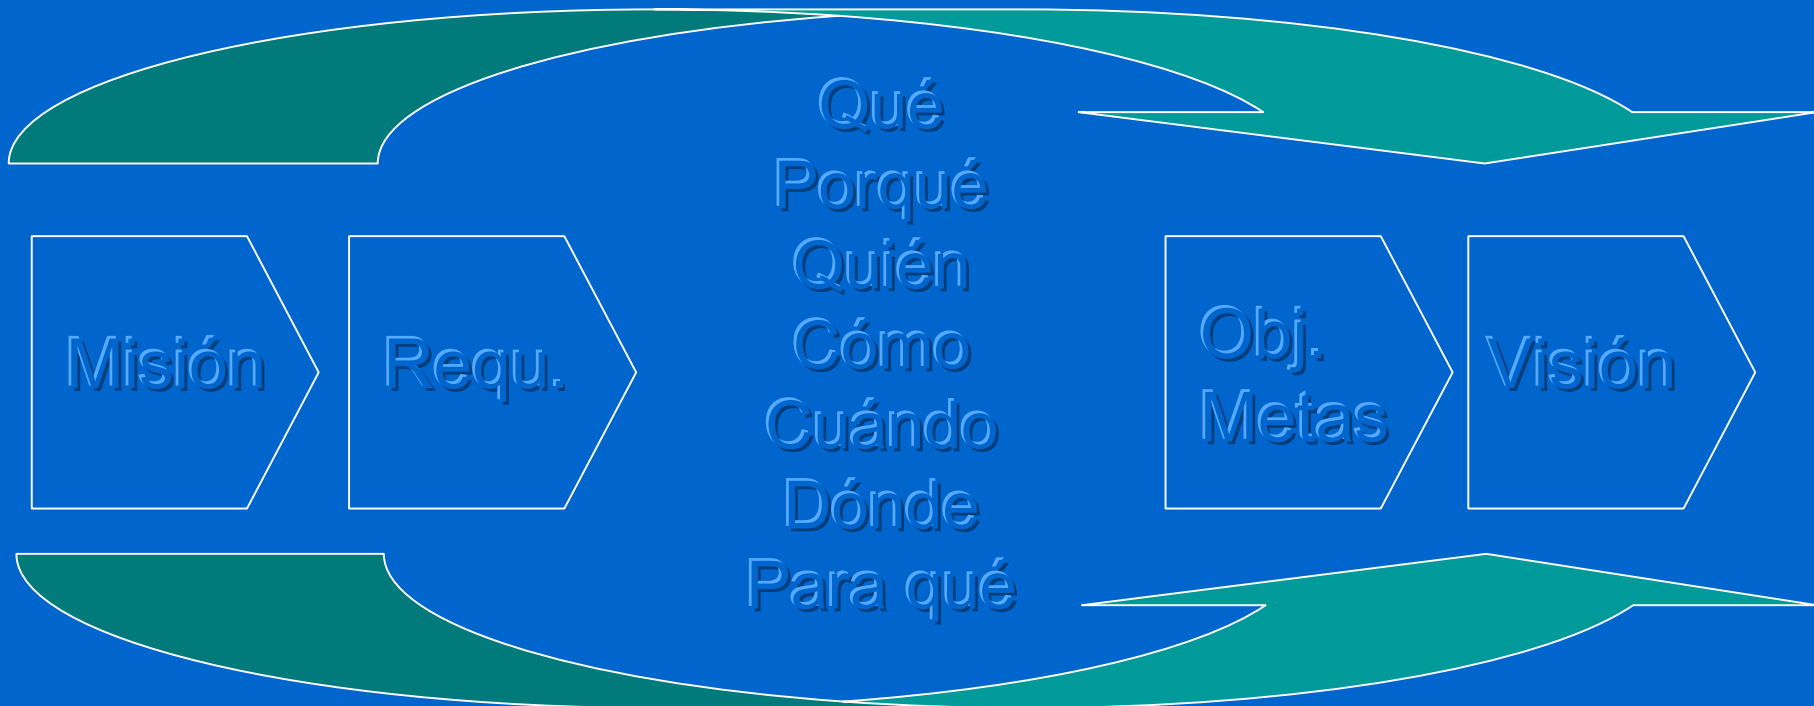 Misión
Requ.
Qué
Porqué
Quién
Cómo
Cuándo
Dónde
Para qué
Obj.
Metas
Visión